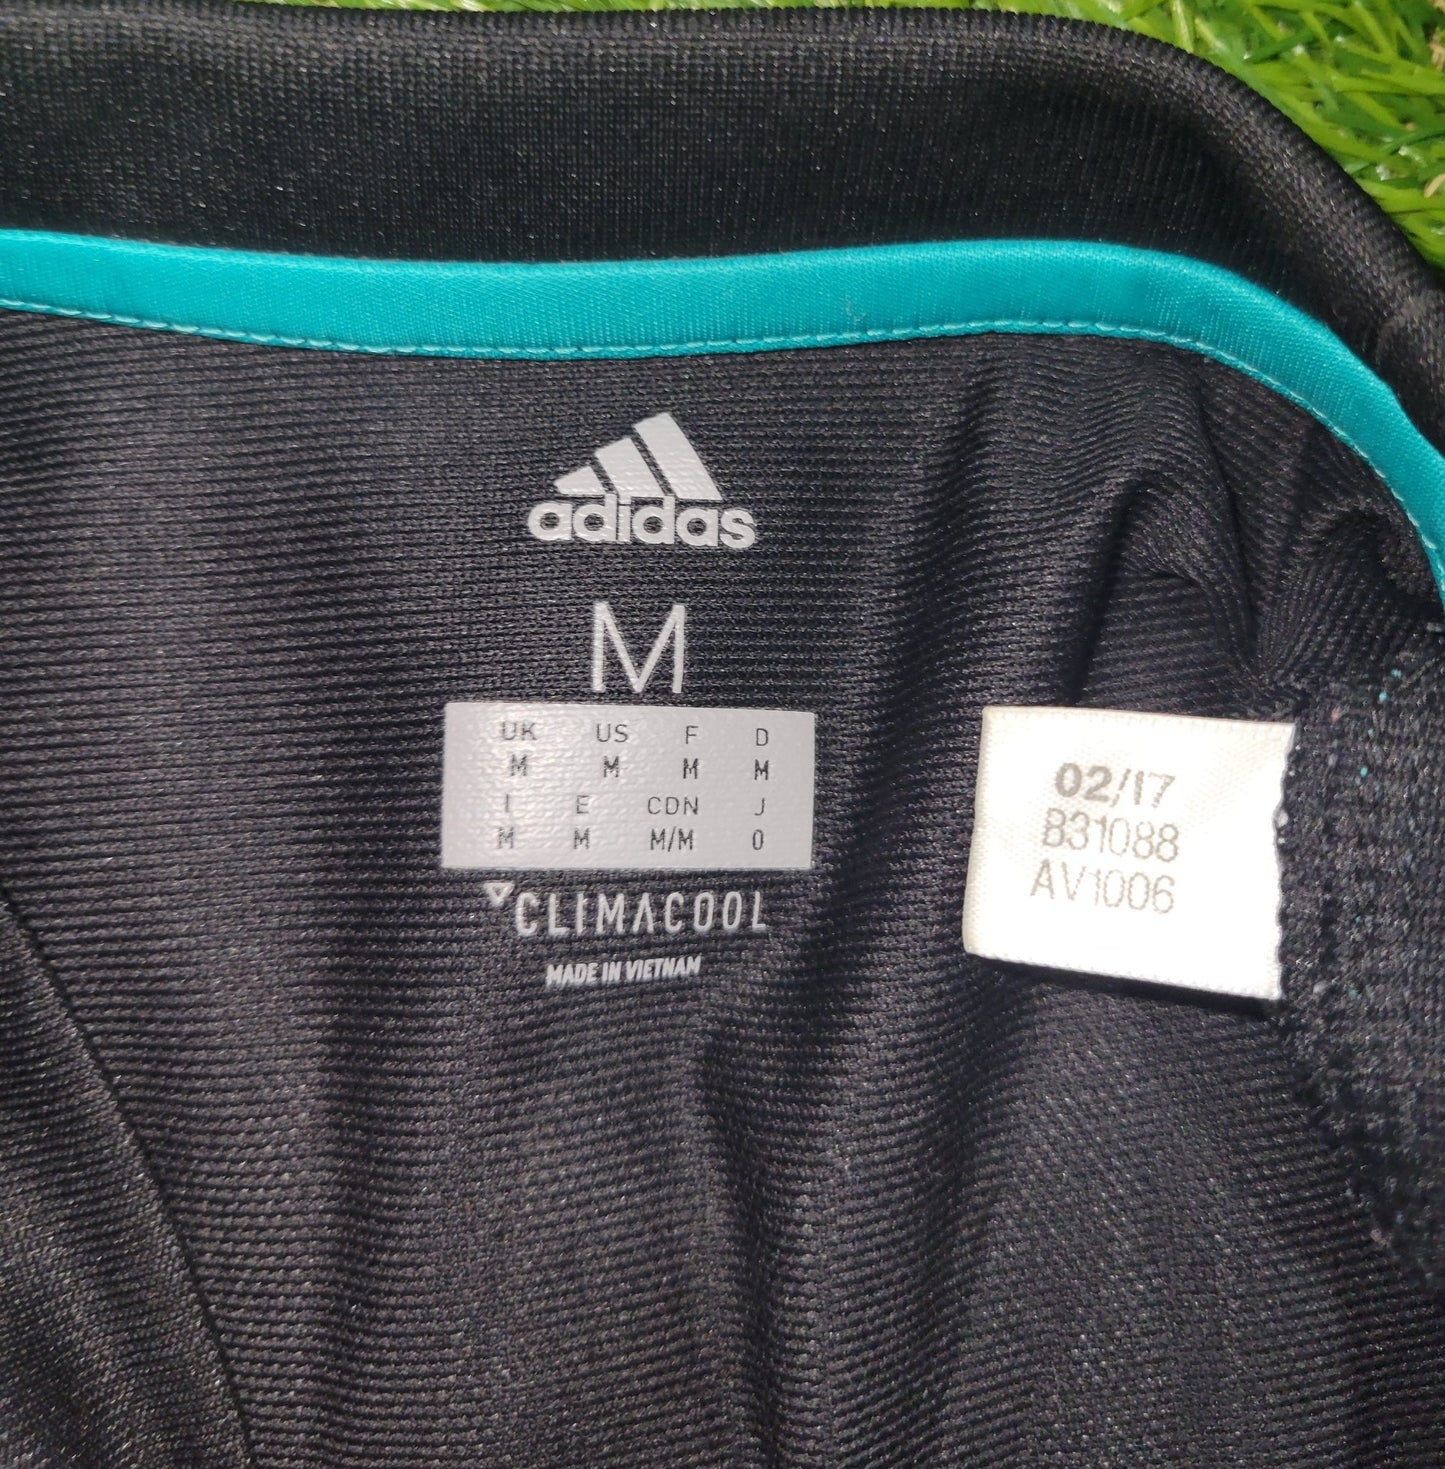 adidas
M
UK US F D
M M M M
I E CDN J
M M M/M O
CLIMACOOL
MADE IN VIETNAM
02/17
B31088
AV1006